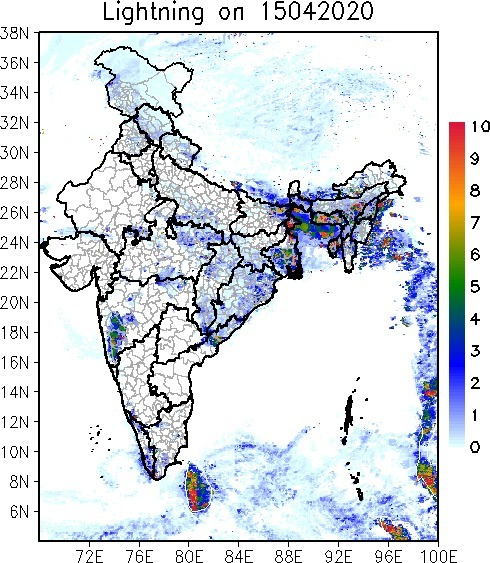 Lightning on 15042020
38N
36N
34N
32N
30N
28N
26N
24N
22N
20N
18N
16N
14N
12N
10N
8N
6N
72E 76E 80E 84E 88E 92E 96E 100E
10
9
8
7
6
5
4
3
2
1
0